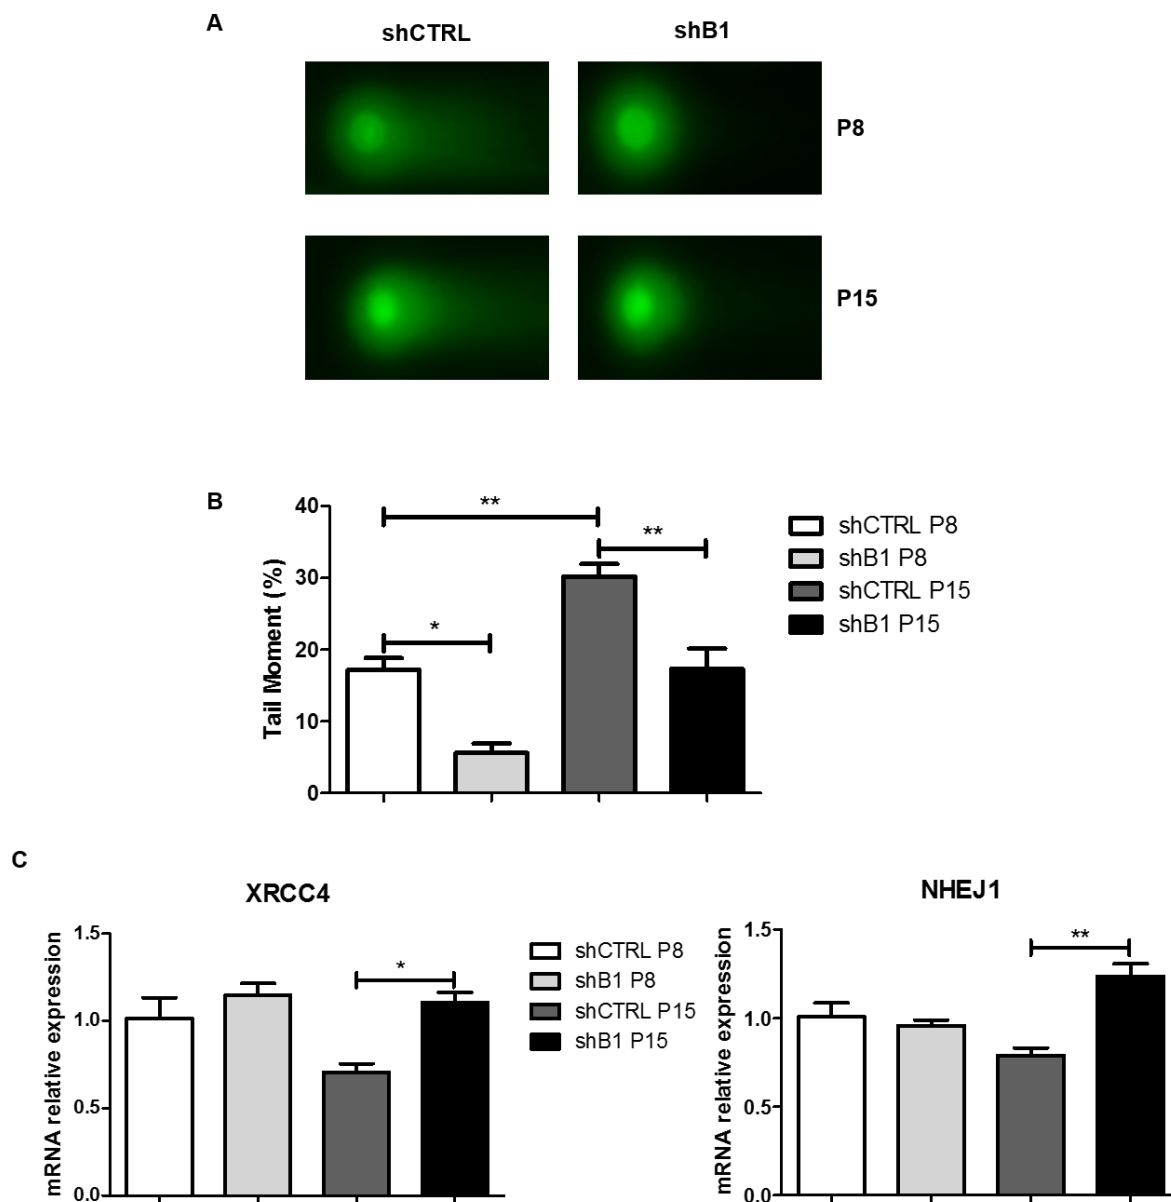 A
shCTRL
shB1
P8
P15
B
Tail Moment (%)
40
30
20
10
0
**
**
*
shCTRL P8
shB1 P8
shCTRL P15
shB1 P15
C
XRCC4
mRNA relative expression
1.5
1.0
0.5
0.0
*
shCTRL P8
shB1 P8
shCTRL P15
shB1 P15
NHEJ1
mRNA relative expression
1.5
1.0
0.5
0.0
**